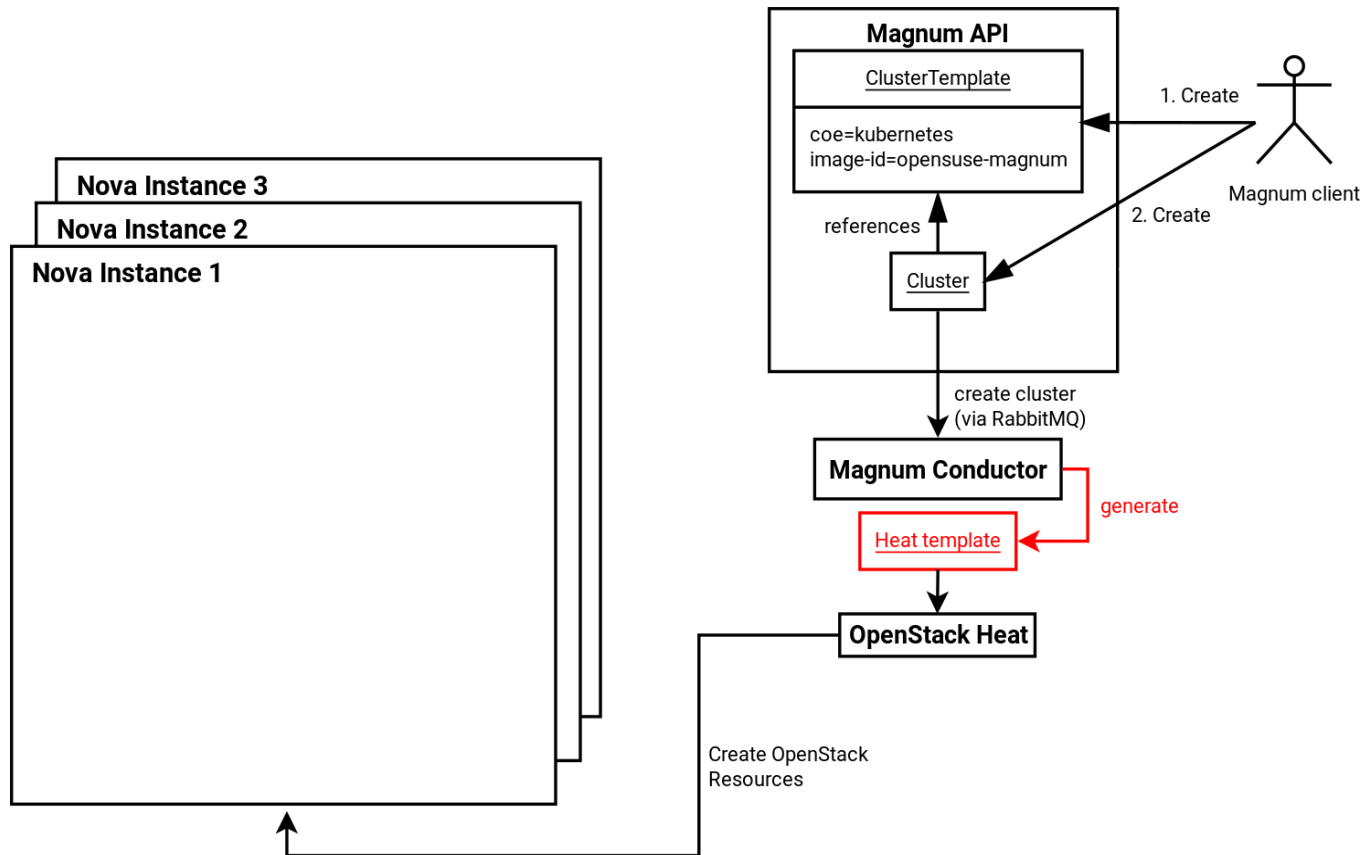 Magnum API
ClusterTemplate
coe=kubernetes
image-id=opensuse-magnum
1. Create
Magnum client
2. Create
references
Cluster
create cluster
(via RabbitMQ)
Magnum Conductor
generate
Heat template
OpenStack Heat
Create OpenStack
Resources
Nova Instance 3
Nova Instance 2
Nova Instance 1